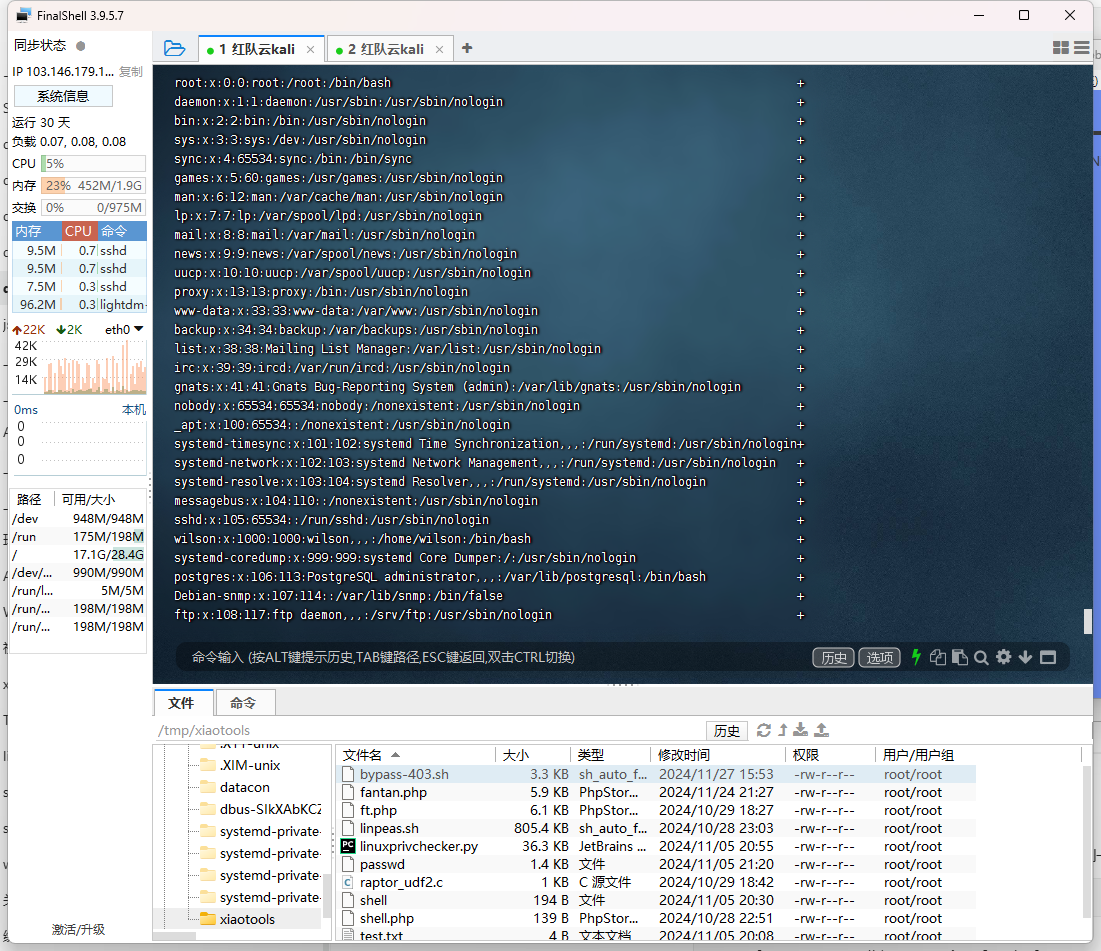 FinalShell 3.9.5.7
同步状态
IP 103.146.179.1... 复制
系统信息
运行 30 天
负载 0.07, 0.08, 0.08
CPU 5%
内存 23% 452M/1.9G
交换 0% 0/975M
内存 CPU 命令
9.5M 0.7 sshd
9.5M 0.7 sshd
7.5M 0.3 sshd
96.2M 0.3 lightdm-
22K 2K eth0
42K
29K
14K
0ms 本机
0
0
0
路径 可用/大小
/dev 948M/948M
/run 175M/198M
/ 17.1G/28.4G
/dev/... 990M/990M
/run/l... 5M/5M
/run/... 198M/198M
/run/... 198M/198M
激活/升级
1 红队云kali × 2 红队云kali × +
root:x:0:0:root:/root:/bin/bash +
daemon:x:1:1:daemon:/usr/sbin:/usr/sbin/nologin +
bin:x:2:2:bin:/bin:/usr/sbin/nologin +
sys:x:3:3:sys:/dev:/usr/sbin/nologin +
sync:x:4:65534:sync:/bin:/bin/sync +
games:x:5:60:games:/usr/games:/usr/sbin/nologin +
man:x:6:12:man:/var/cache/man:/usr/sbin/nologin +
lp:x:7:7:lp:/var/spool/lpd:/usr/sbin/nologin +
mail:x:8:8:mail:/var/mail:/usr/sbin/nologin +
news:x:9:9:news:/var/spool/news:/usr/sbin/nologin +
uucp:x:10:10:uucp:/var/spool/uucp:/usr/sbin/nologin +
proxy:x:13:13:proxy:/bin:/usr/sbin/nologin +
www-data:x:33:33:www-data:/var/www:/usr/sbin/nologin +
backup:x:34:34:backup:/var/backups:/usr/sbin/nologin +
list:x:38:38:Mailing List Manager:/var/list:/usr/sbin/nologin +
irc:x:39:39:ircd:/var/run/ircd:/usr/sbin/nologin +
gnats:x:41:41:Gnats Bug-Reporting System (admin):/var/lib/gnats:/usr/sbin/nologin +
nobody:x:65534:65534:nobody:/nonexistent:/usr/sbin/nologin +
_apt:x:100:65534::/nonexistent:/usr/sbin/nologin +
systemd-timesync:x:101:102:systemd Time Synchronization,,,:/run/systemd:/usr/sbin/nologin+
systemd-network:x:102:103:systemd Network Management,,,:/run/systemd:/usr/sbin/nologin +
systemd-resolve:x:103:104:systemd Resolver,,,:/run/systemd:/usr/sbin/nologin +
messagebus:x:104:110::/nonexistent:/usr/sbin/nologin +
sshd:x:105:65534::/run/sshd:/usr/sbin/nologin +
wilson:x:1000:1000:wilson,,,:/home/wilson:/bin/bash +
systemd-coredump:x:999:999:systemd Core Dumper:/:/usr/sbin/nologin +
postgres:x:106:113:PostgreSQL administrator,,,:/var/lib/postgresql:/bin/bash +
Debian-snmp:x:107:114::/var/lib/snmp:/bin/false +
ftp:x:108:117:ftp daemon,,,:/srv/ftp:/usr/sbin/nologin +
命令输入 (按ALT键提示历史,TAB键路径,ESC键返回,双击CTRL切换) 历史 选项
文件 命令
/tmp/xiaotools 历史
.X11-unix
.XIM-unix
datacon
dbus-SIkXAbKCZ
systemd-private-
systemd-private-
systemd-private-
systemd-private-
xiaotools
文件名 大小 类型 修改时间 权限 用户/用户组
bypass-403.sh 3.3 KB sh_auto_f... 2024/11/27 15:53 -rw-r--r-- root/root
fantan.php 5.9 KB PhpStor... 2024/11/24 21:27 -rw-r--r-- root/root
ft.php 6.1 KB PhpStor... 2024/10/29 18:27 -rw-r--r-- root/root
linpeas.sh 805.4 KB sh_auto_f... 2024/10/28 23:03 -rw-r--r-- root/root
linuxprivchecker.py 36.3 KB JetBrains ... 2024/11/05 20:55 -rw-r--r-- root/root
passwd 1.4 KB 文件 2024/11/05 21:20 -rw-r--r-- root/root
raptor_udf2.c 1 KB C 源文件 2024/10/29 18:42 -rw-r--r-- root/root
shell 194 B 文件 2024/11/05 20:30 -rw-r--r-- root/root
shell.php 139 B PhpStor... 2024/10/28 22:51 -rw-r--r-- root/root
test.txt 4 B 文本文档 2024/11/05 20:08 -rw-r--r-- root/root